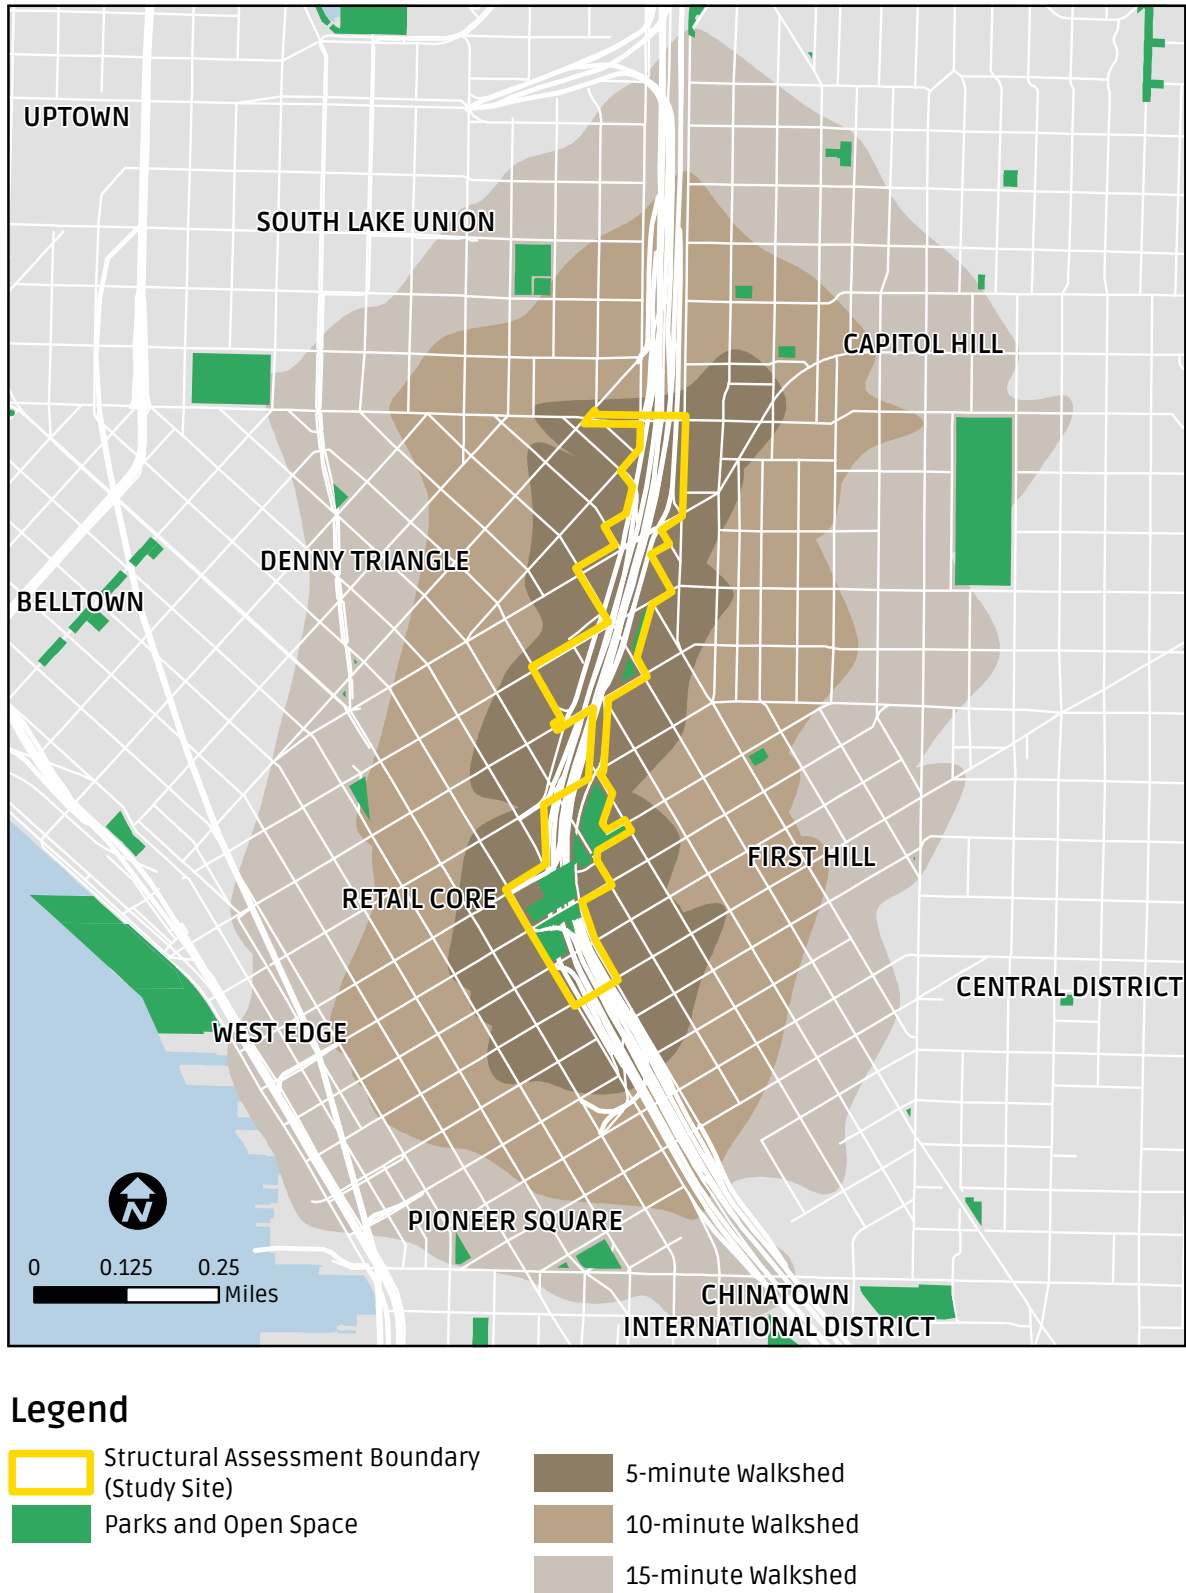 UPTOWN
SOUTH LAKE UNION
CAPITOL HILL
DENNY TRIANGLE
BELLTOWN
FIRST HILL
RETAIL CORE
CENTRAL DISTRICT
WEST EDGE
N
PIONEER SQUARE
0 0.125 0.25
Miles
CHINATOWN
INTERNATIONAL DISTRICT
Legend
Structural Assessment Boundary
(Study Site)
Parks and Open Space
5-minute Walkshed
10-minute Walkshed
15-minute Walkshed